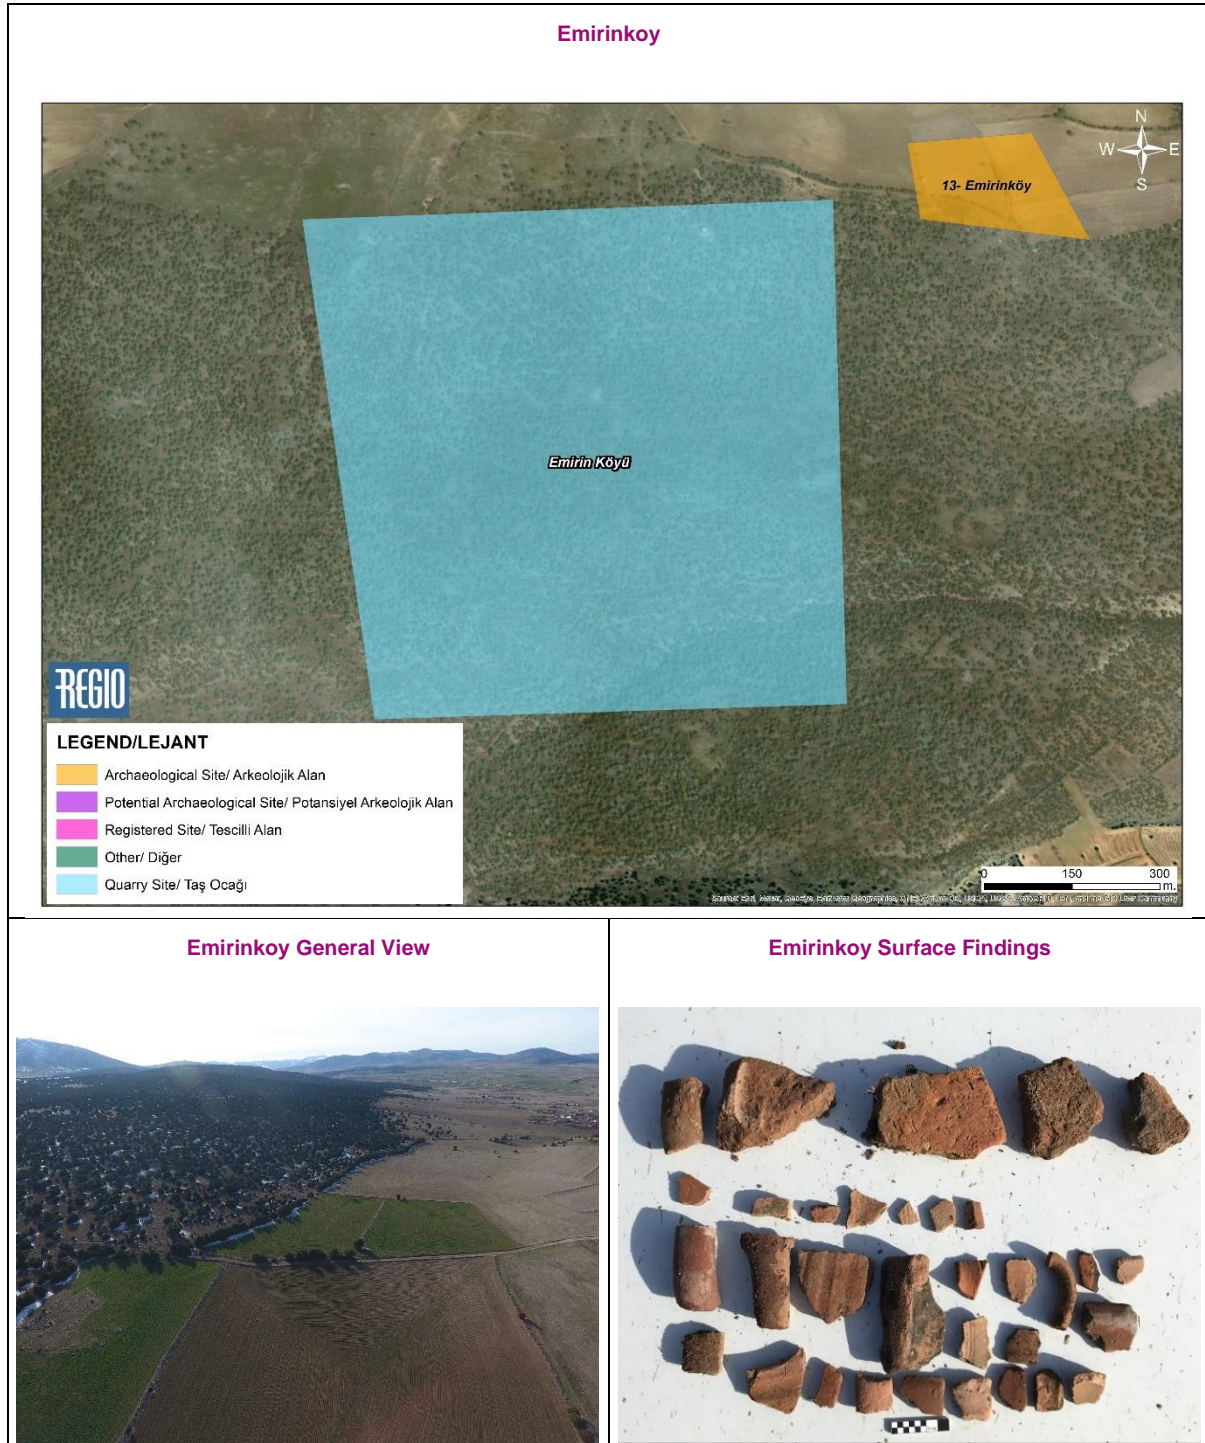 Emirinkoy
N
W E
S
13- Emirinköy
Emirin Köyü
REGIO
LEGEND/LEJANT
Archaeological Site/ Arkeolojik Alan
Potential Archaeological Site/ Potansiyel Arkeolojik Alan
Registered Site/ Tescilli Alan
Other/ Diğer
Quarry Site/ Taş Ocağı
0 150 300
m.
Emirinkoy General View
Emirinkoy Surface Findings